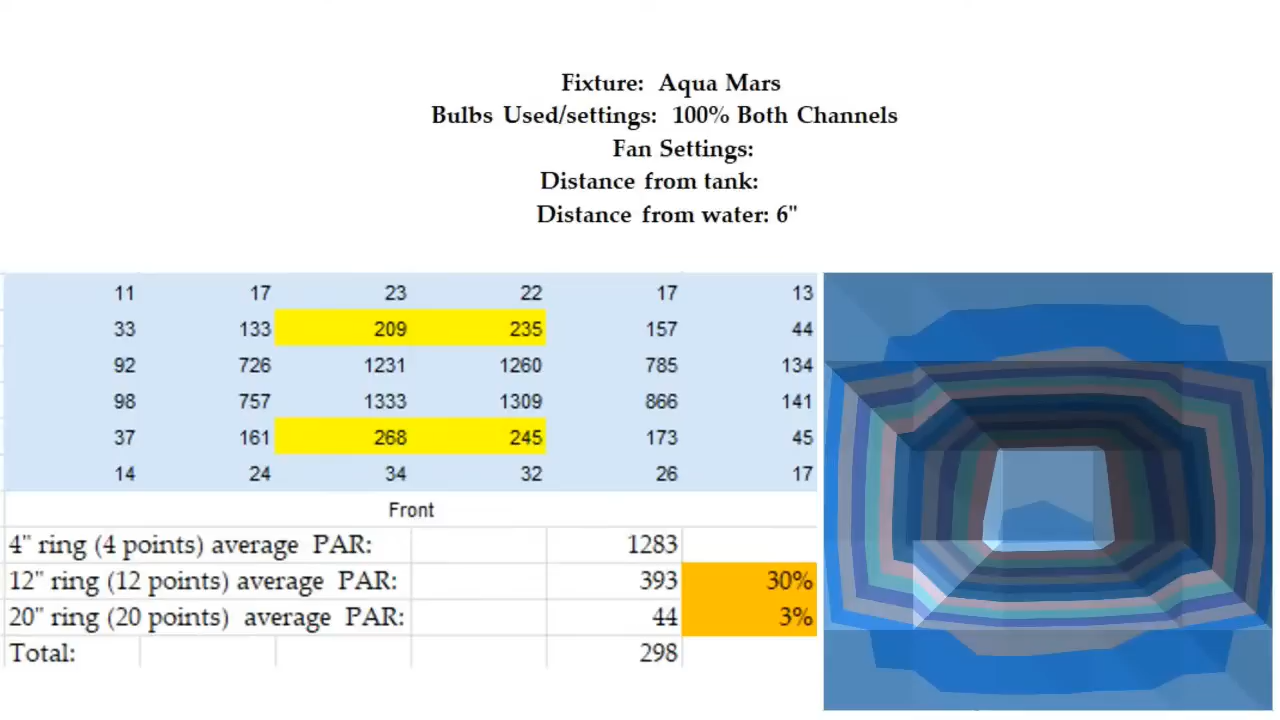 Fixture: Aqua Mars
Bulbs Used/settings: 100% Both Channels
Fan Settings:
Distance from tank:
Distance from water: 6"
11 17 23 22 17 13
33 133 209 235 157 44
92 726 1231 1260 785 134
98 757 1333 1309 866 141
37 161 268 245 173 45
14 24 34 32 26 17
Front
4" ring (4 points) average PAR: 1283
12" ring (12 points) average PAR: 393 30%
20" ring (20 points) average PAR: 44 3%
Total: 298